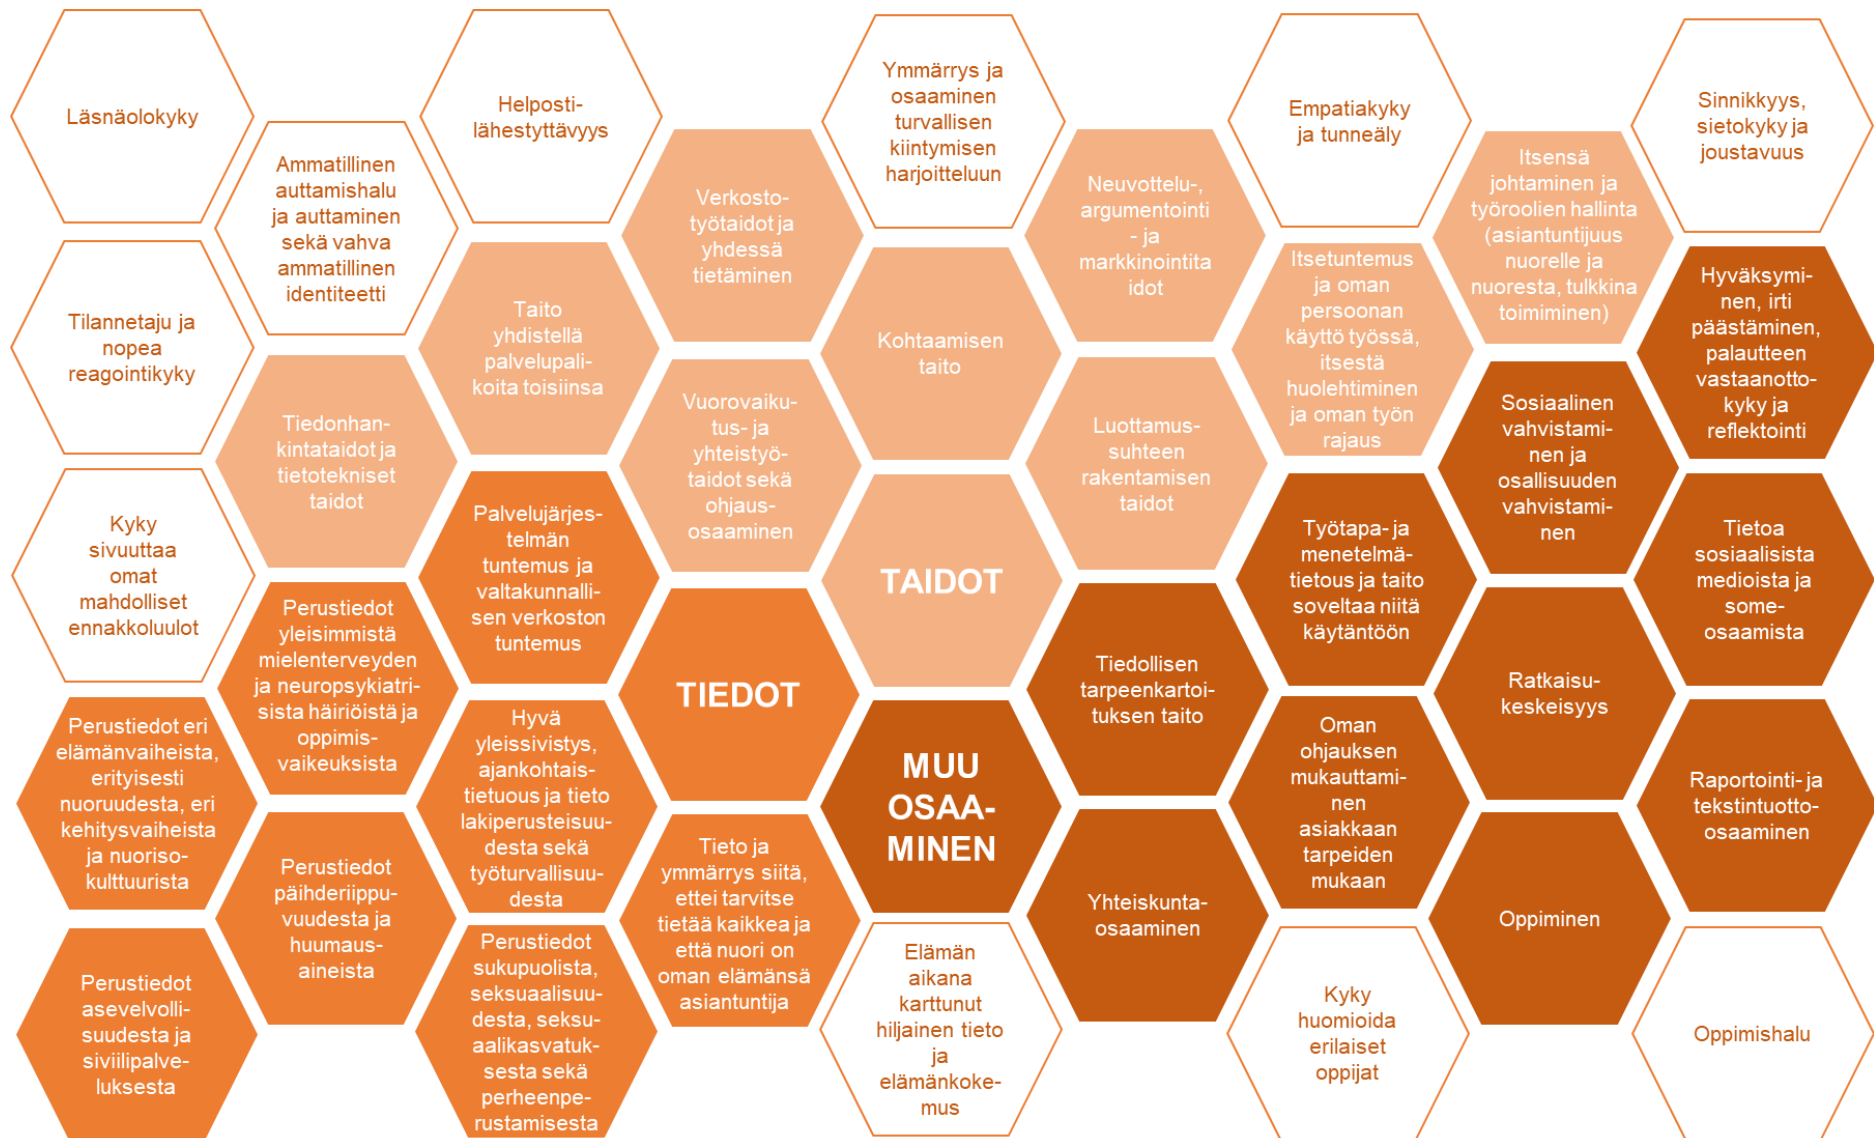 Läsnäolokyky
Ammatillinen
auttamishalu
ja auttaminen
sekä vahva
ammatillinen
identiteetti
Helposti-
lähestyttävyys
Verkosto-
työtaidot ja
yhdessä
tietäminen
Ymmärrys ja
osaaminen
turvallisen
kiintymisen
harjoitteluun
Neuvottelu-,
argumentointi
- ja
markkinointita
idot
Empatiakyky
ja tunneäly
Itsensä
johtaminen ja
työroolien hallinta
(asiantuntijuus
nuorelle ja
nuoresta, tulkkina
toimiminen)
Sinnikkyys,
sietokyky ja
joustavuus
Tilannetaju ja
nopea
reagointikyky
Tiedonhan-
kintataidot ja
tietotekniset
taidot
Taito
yhdistellä
palvelupali-
koita toisiinsa
Vuorovaiku-
tus- ja
yhteistyö-
taidot sekä
ohjaus-
osaaminen
Kohtaamisen
taito
Luottamus-
suhteen
rakentamisen
taidot
Itsetuntemus
ja oman
persoonan
käyttö työssä,
itsestä
huolehtiminen
ja oman työn
rajaus
Sosiaalinen
vahvistami-
nen ja
osallisuuden
vahvistami-
nen
Hyväksymi-
nen, irti
päästäminen,
palautteen
vastaanotto-
kyky ja
reflektointi
Kyky
sivuuttaa
omat
mahdolliset
ennakkoluulot
Perustiedot
yleisimmistä
mielenterveyden
ja neuropsykiatri-
sista häiriöistä ja
oppimis-
vaikeuksista
Palvelujärjes-
telmän
tuntemus ja
valtakunnalli-
sen verkoston
tuntemus
TIEDOT
TAIDOT
Tiedollisen
tarpeenkartoi-
tuksen taito
Työtapa- ja
menetelmä-
tietous ja taito
soveltaa niitä
käytäntöön
Ratkaisu-
keskeisyys
Tietoa
sosiaalisista
medioista ja
some-
osaamista
Perustiedot eri
elämänvaiheista,
erityisesti
nuoruudesta, eri
kehitysvaiheista
ja nuoriso-
kulttuurista
Perustiedot
päihderiippu-
vuudesta ja
huumaus-
aineista
Hyvä
yleissivistys,
ajankohtais-
tietuous ja tieto
lakiperusteisuu-
desta sekä
työturvallisuu-
desta
Tieto ja
ymmärrys siitä,
ettei tarvitse
tietää kaikkea ja
että nuori on
oman elämänsä
asiantuntija
MUU
OSAA-
MINEN
Yhteiskunta-
osaaminen
Oman
ohjauksen
mukauttami-
nen
asiakkaan
tarpeiden
mukaan
Oppiminen
Raportointi- ja
tekstintuotto-
osaaminen
Perustiedot
asevelvolli-
suudesta ja
siviilipalve-
luksesta
Perustiedot
sukupuolista,
seksuaalisuu-
desta, seksu-
aalikasvatuk-
sesta sekä
perheenpe-
rustamisesta
Elämän
aikana
karttunut
hiljainen tieto
ja
elämänkoke-
mus
Kyky
huomioida
erilaiset
oppijat
Oppimishalu